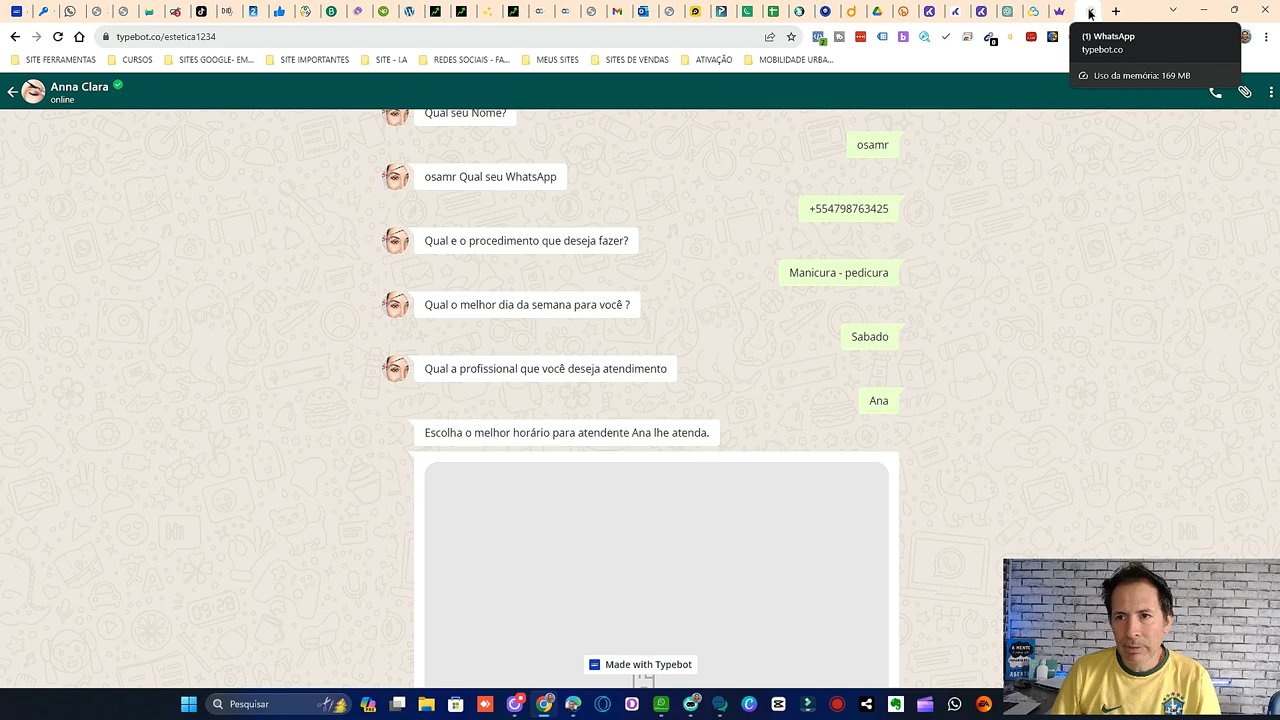 (1) WhatsApp
typebot.co
Uso da memória: 169 MB
typebot.co/estetica1234
SITE FERRAMENTAS
CURSOS
SITES GOOGLE- EM...
SITE IMPORTANTES
SITE - I.A
REDES SOCIAIS - FA...
MEUS SITES
SITES DE VENDAS
ATIVAÇÃO
MOBILIDADE URBA...
Anna Clara
online
Qual seu Nome?
osamr
osamr Qual seu WhatsApp
+554798763425
Qual e o procedimento que deseja fazer?
Manicura - pedicura
Qual o melhor dia da semana para você ?
Sabado
Qual a profissional que você deseja atendimento
Ana
Escolha o melhor horário para atendente Ana lhe atenda.
Made with Typebot
A MENTE
Pesquisar